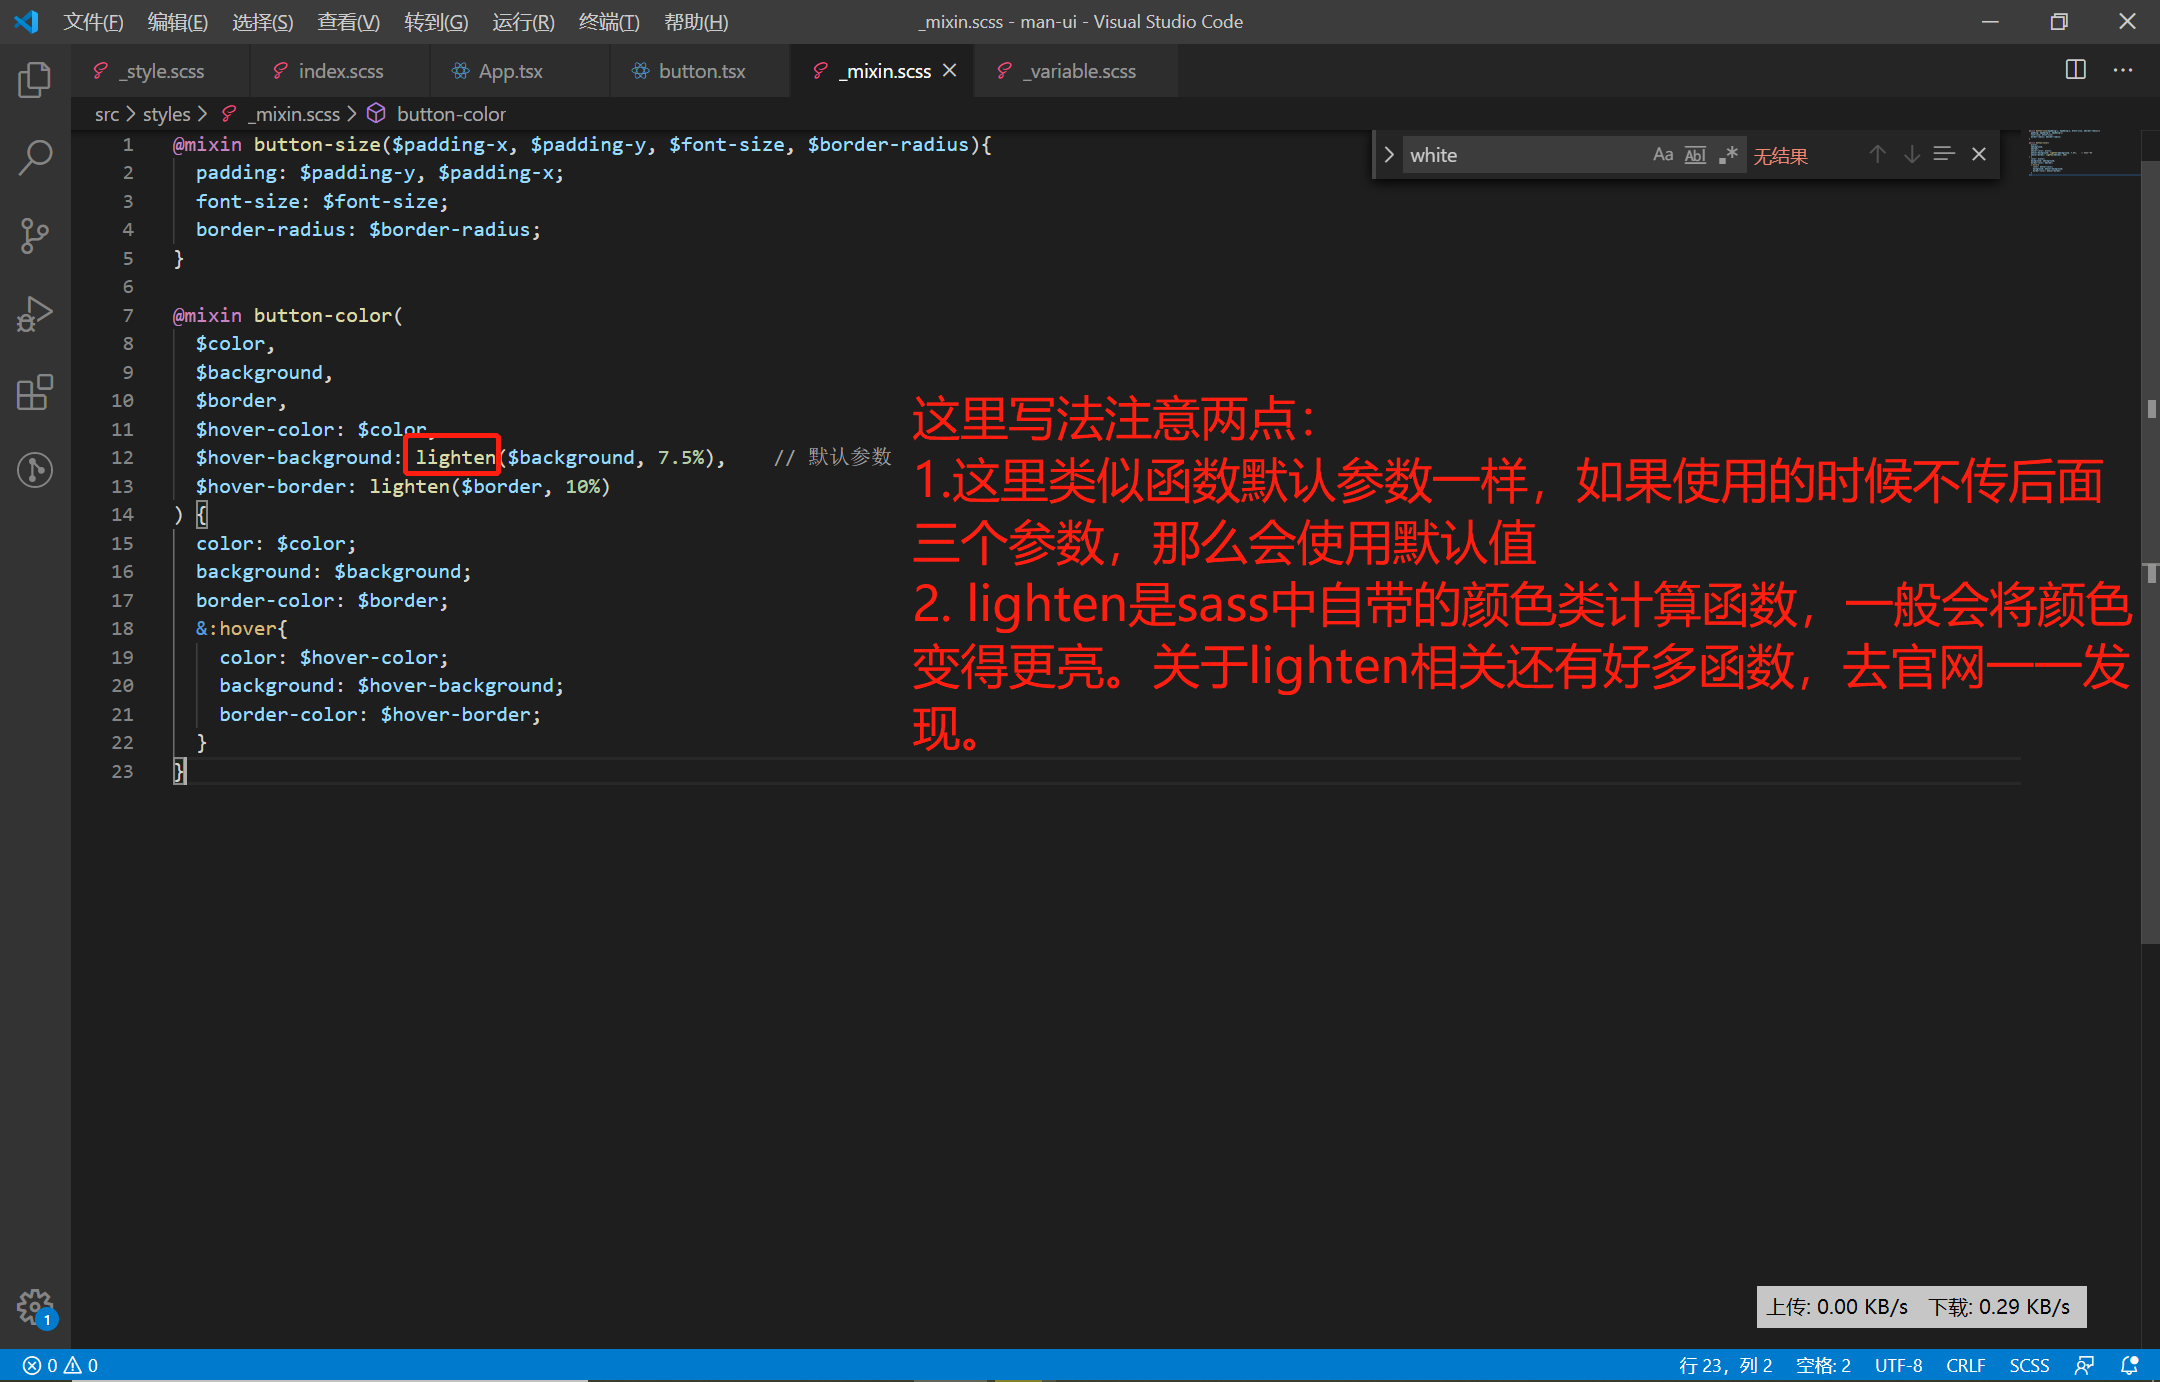 文件(F) 编辑(E) 选择(S) 查看(V) 转到(G) 运行(R) 终端(T) 帮助(H) _mixin.scss - man-ui - Visual Studio Code
_style.scss index.scss App.tsx button.tsx _mixin.scss _variable.scss
src > styles > _mixin.scss > button-color
white Aa Abl .* 无结果
1 @mixin button-size($padding-x, $padding-y, $font-size, $border-radius){
2 padding: $padding-y, $padding-x;
3 font-size: $font-size;
4 border-radius: $border-radius;
5 }
6
7 @mixin button-color(
8 $color,
9 $background,
10 $border,
11 $hover-color: $color,
12 $hover-background: lighten($background, 7.5%), // 默认参数
13 $hover-border: lighten($border, 10%)
14 ) {
15 color: $color;
16 background: $background;
17 border-color: $border;
18 &:hover{
19 color: $hover-color;
20 background: $hover-background;
21 border-color: $hover-border;
22 }
23 }
这里写法注意两点：
1.这里类似函数默认参数一样，如果使用的时候不传后面
三个参数，那么会使用默认值
2. lighten是sass中自带的颜色类计算函数，一般会将颜色
变得更亮。关于lighten相关还有好多函数，去官网一一发
现。
1
上传: 0.00 KB/s 下载: 0.29 KB/s
0 0 行 23，列 2 空格: 2 UTF-8 CRLF SCSS